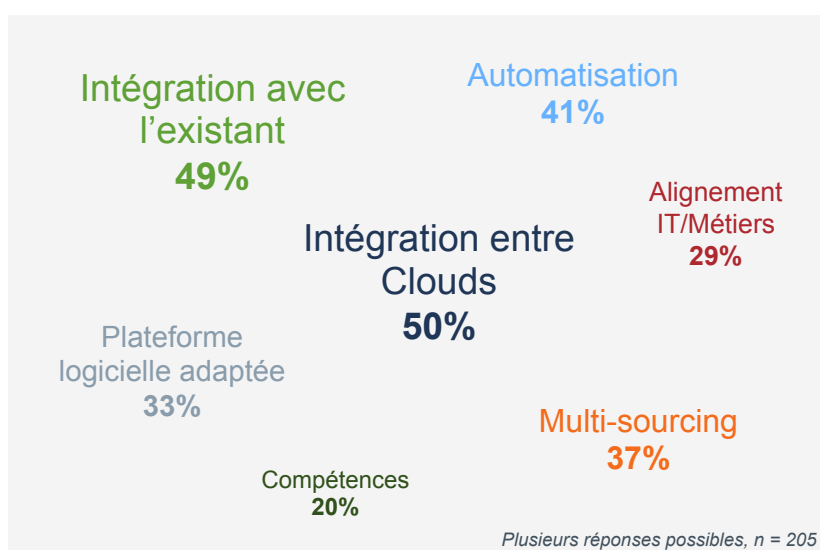 Intégration avec
l’existant
49%
Automatisation
41%
Alignement
IT/Métiers
29%
Intégration entre
Clouds
50%
Plateforme
logicielle adaptée
33%
Multi-sourcing
37%
Compétences
20%
Plusieurs réponses possibles, n = 205